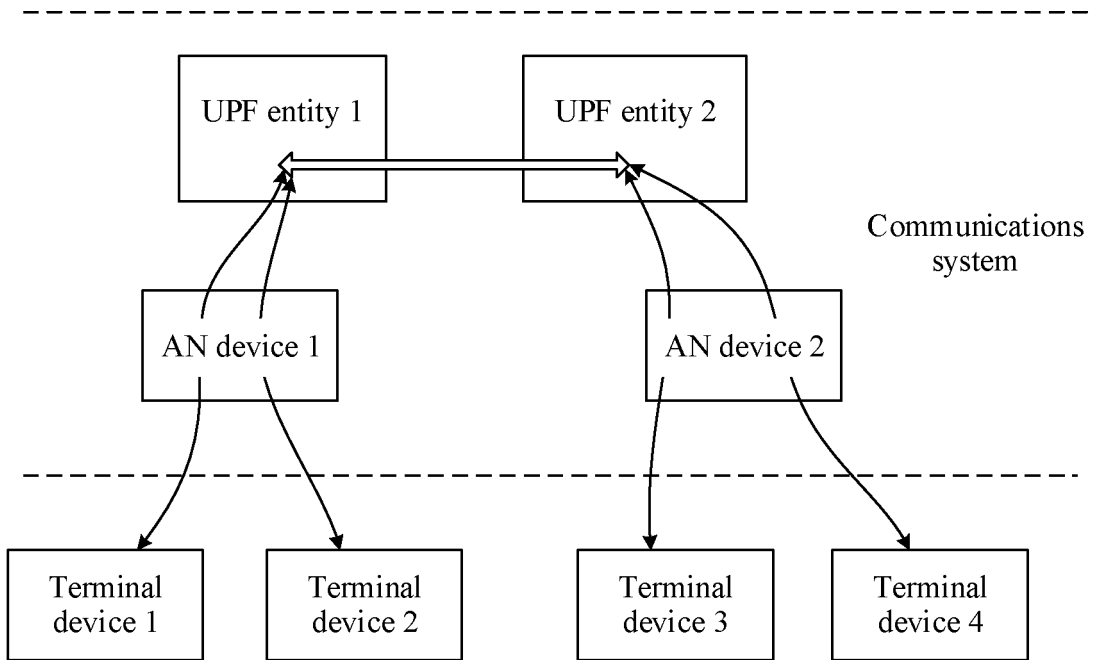 UPF entity 1
UPF entity 2
Communications
system
AN device 1
AN device 2
Terminal
device 1
Terminal
device 2
Terminal
device 3
Terminal
device 4